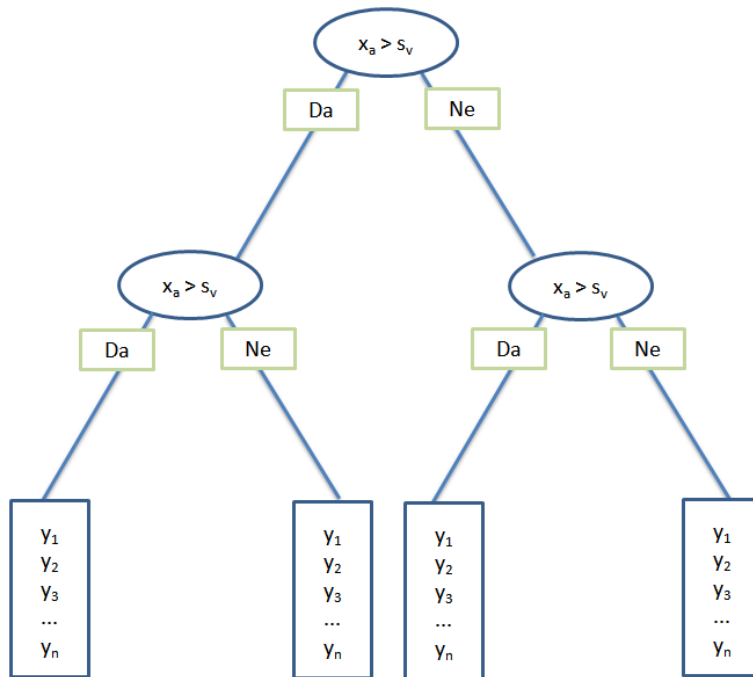 xₐ > sᵥ
Da
Ne
xₐ > sᵥ
xₐ > sᵥ
Da
Ne
Da
Ne
y₁
y₂
y₃
...
yₙ
y₁
y₂
y₃
...
yₙ
y₁
y₂
y₃
...
yₙ
y₁
y₂
y₃
...
yₙ